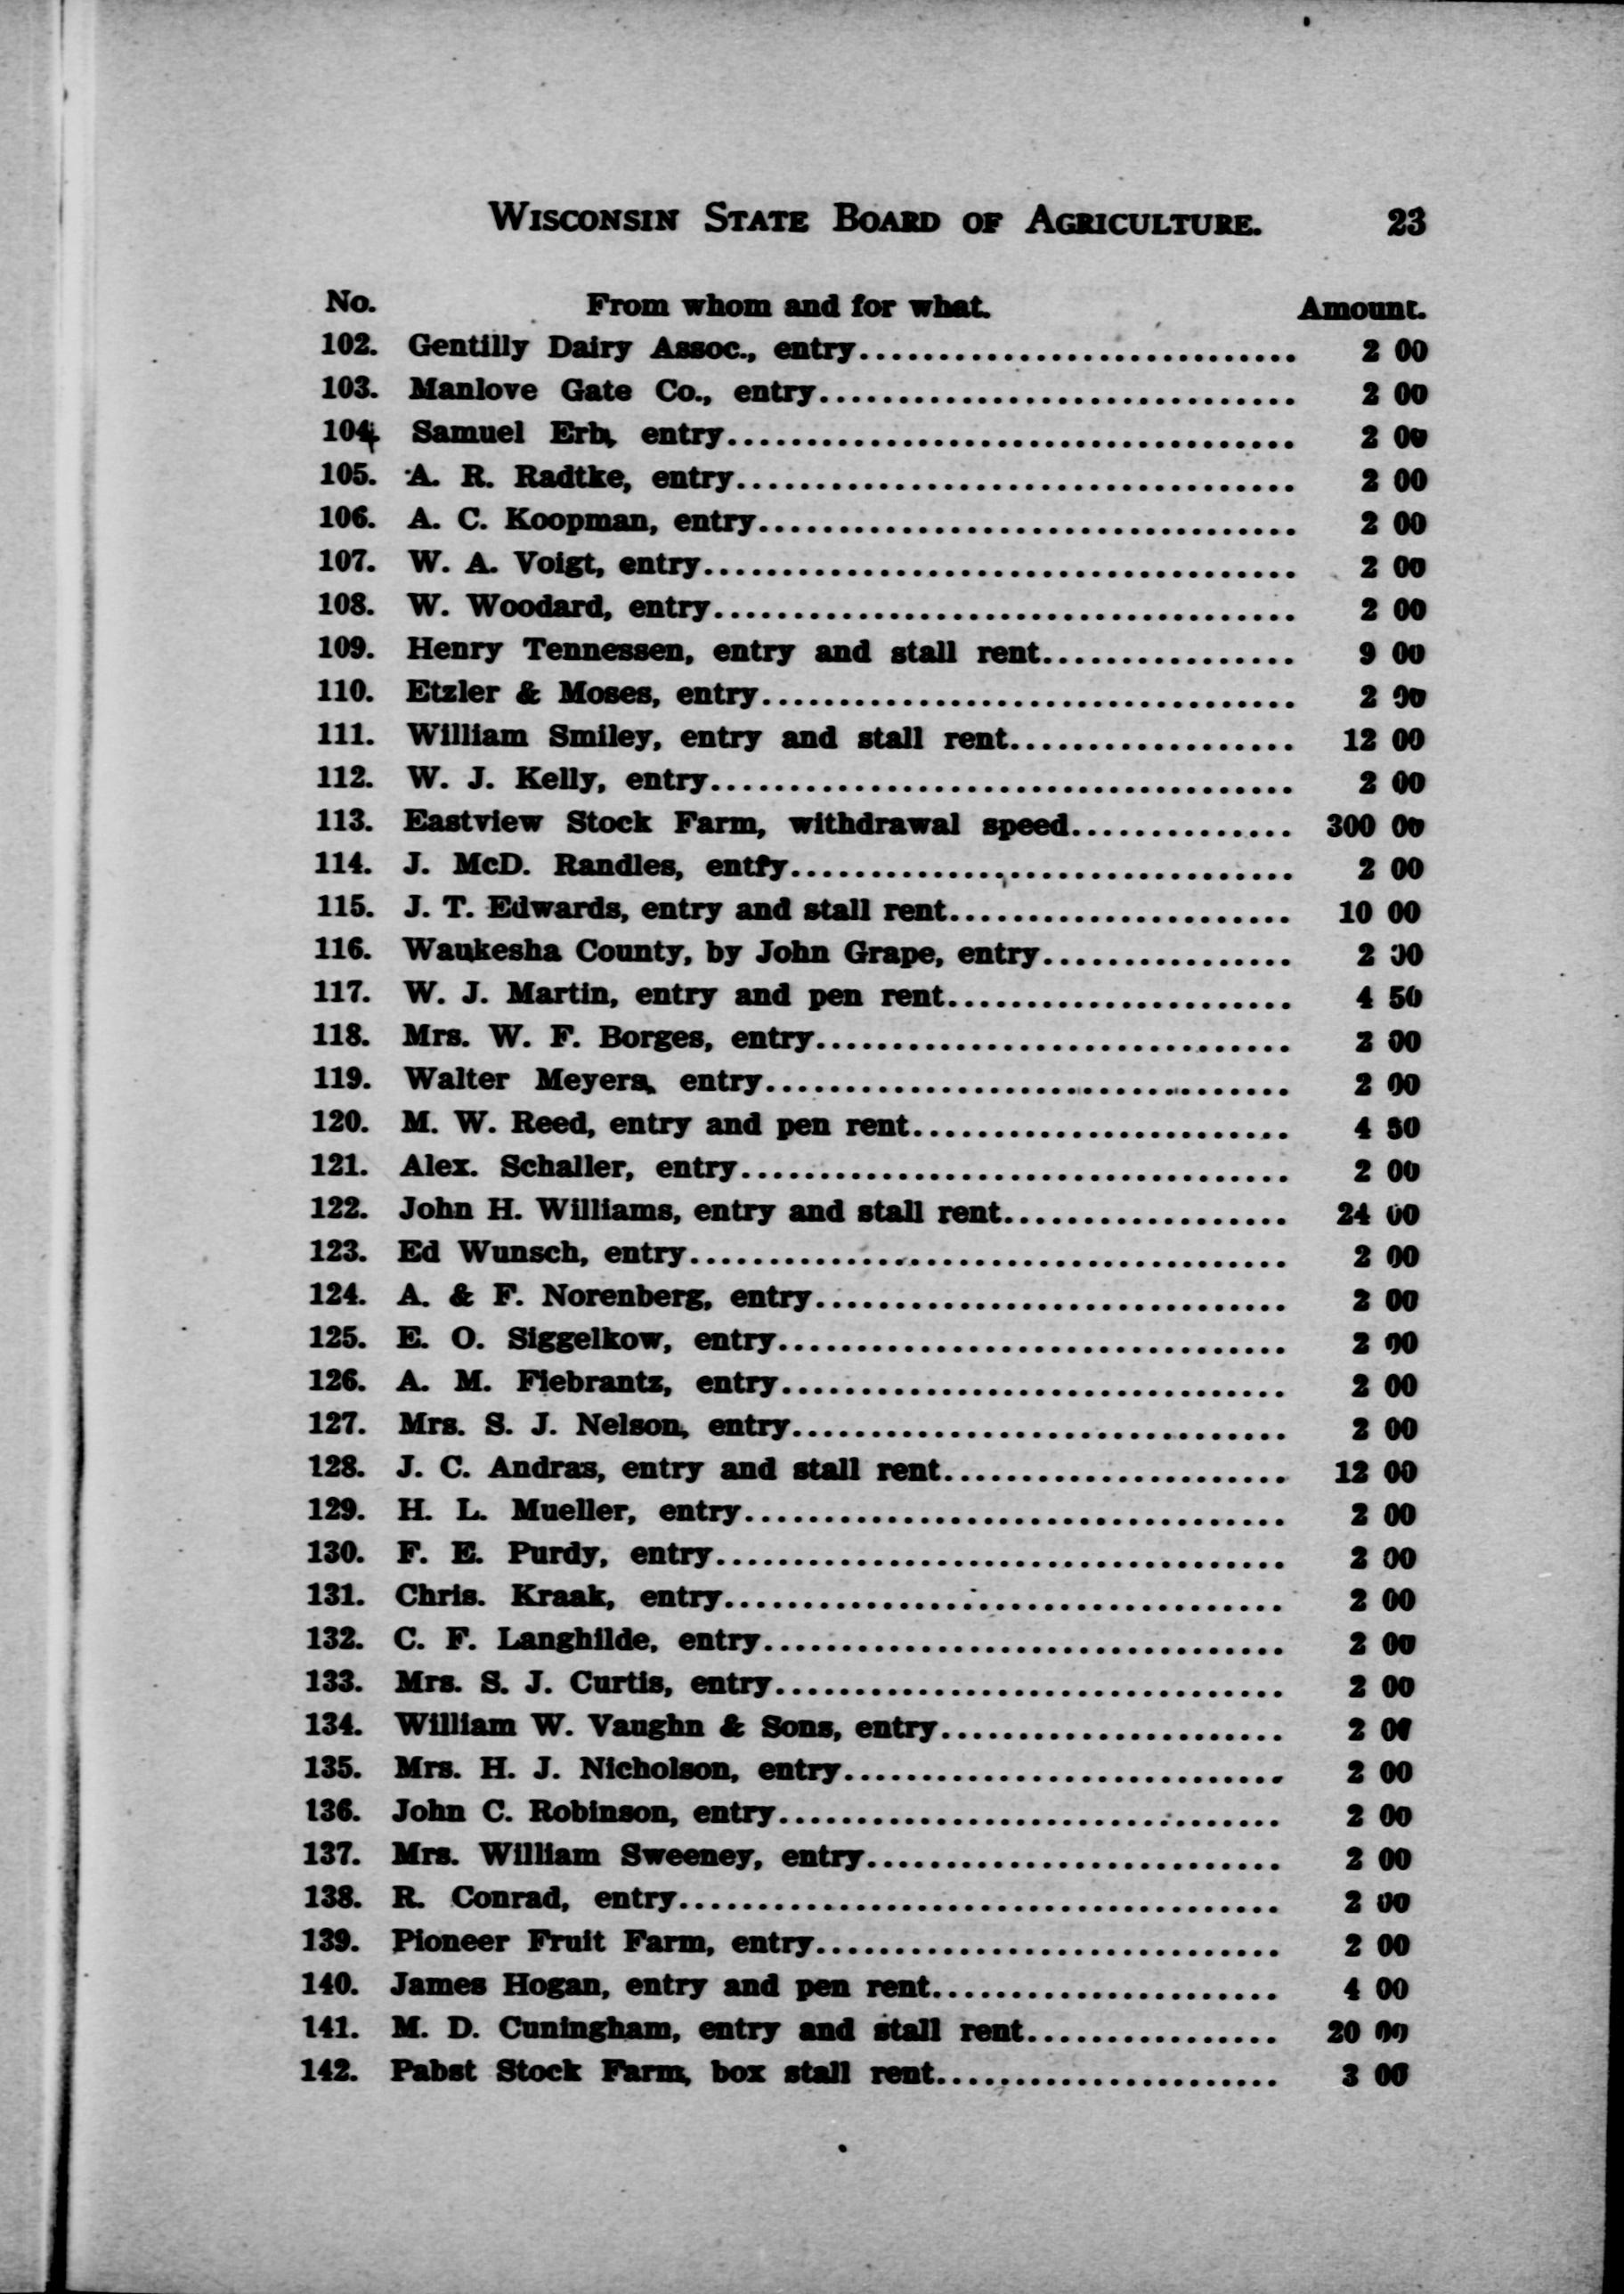 WISCONSIN STATE BOARD OF AGRICULTURE. 23
No. From whom and for what. Amount.
102. Gentilly Dairy Assoc., entry.............................. 2 00
103. Manlove Gate Co., entry.............................. 2 00
104. Samuel Erb, entry.............................. 2 00
105. A. R. Radtke, entry.............................. 2 00
106. A. C. Koopman, entry.............................. 2 00
107. W. A. Voigt, entry.............................. 2 00
108. W. Woodard, entry.............................. 2 00
109. Henry Tennessen, entry and stall rent................ 9 00
110. Etzler & Moses, entry.............................. 2 00
111. William Smiley, entry and stall rent.................. 12 00
112. W. J. Kelly, entry.............................. 2 00
113. Eastview Stock Farm, withdrawal speed.............. 300 00
114. J. McD. Randles, entry.............................. 2 00
115. J. T. Edwards, entry and stall rent...................... 10 00
116. Waukesha County, by John Grape, entry................ 2 00
117. W. J. Martin, entry and pen rent...................... 4 50
118. Mrs. W. F. Borges, entry.............................. 2 00
119. Walter Meyers, entry.............................. 2 00
120. M. W. Reed, entry and pen rent........................ 4 50
121. Alex. Schaller, entry.............................. 2 00
122. John H. Williams, entry and stall rent.................. 24 00
123. Ed Wunsch, entry.............................. 2 00
124. A. & F. Norenberg, entry.............................. 2 00
125. E. O. Siggelkow, entry.............................. 2 00
126. A. M. Fiebrantz, entry.............................. 2 00
127. Mrs. S. J. Nelson, entry.............................. 2 00
128. J. C. Andras, entry and stall rent...................... 12 00
129. H. L. Mueller, entry.............................. 2 00
130. F. E. Purdy, entry.............................. 2 00
131. Chris. Kraak, entry.............................. 2 00
132. C. F. Langhilde, entry.............................. 2 00
133. Mrs. S. J. Curtis, entry.............................. 2 00
134. William W. Vaughn & Sons, entry...................... 2 00
135. Mrs. H. J. Nicholson, entry............................ 2 00
136. John C. Robinson, entry.............................. 2 00
137. Mrs. William Sweeney, entry.......................... 2 00
138. R. Conrad, entry.............................. 2 00
139. Pioneer Fruit Farm, entry.............................. 2 00
140. James Hogan, entry and pen rent...................... 4 00
141. M. D. Cuningham, entry and stall rent................ 20 00
142. Pabst Stock Farm, box stall rent...................... 3 00